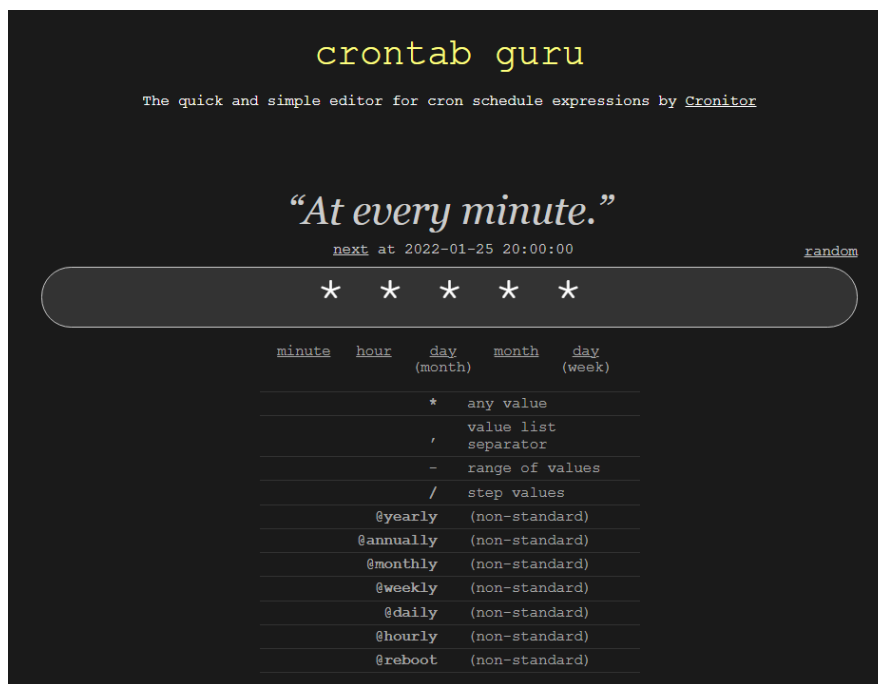 crontab guru
The quick and simple editor for cron schedule expressions by Cronitor
“At every minute.”
next at 2022-01-25 20:00:00
random
* * * * *
minute hour day (month) month day (week)
* any value
, value list separator
- range of values
/ step values
@yearly (non-standard)
@annually (non-standard)
@monthly (non-standard)
@weekly (non-standard)
@daily (non-standard)
@hourly (non-standard)
@reboot (non-standard)